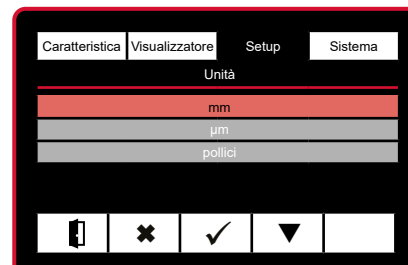 Caratteristica Visualizzatore Setup Sistema
Unità
mm
µm
pollici